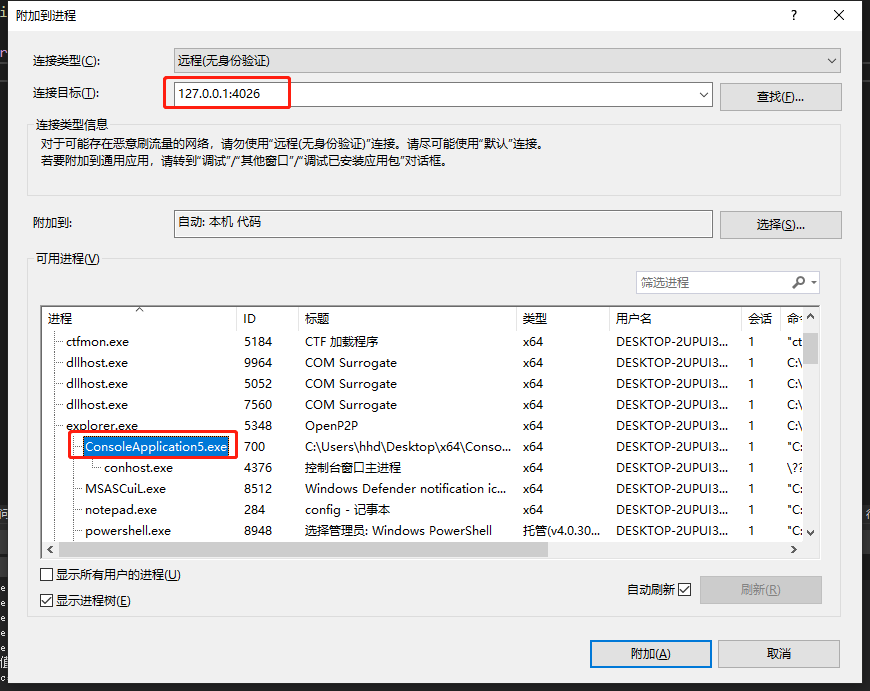 附加到进程
连接类型(C): 远程(无身份验证)
连接目标(T): 127.0.0.1:4026 查找(F)...
连接类型信息
对于可能存在恶意刷流量的网络，请勿使用"远程(无身份验证)"连接。请尽可能使用"默认"连接。
若要附加到通用应用，请转到"调试"/"其他窗口"/"调试已安装应用包"对话框。
附加到: 自动: 本机 代码 选择(S)...
可用进程(V)
筛选进程
进程 ID 标题 类型 用户名 会话
ctfmon.exe 5184 CTF 加载程序 x64 DESKTOP-2UPUI3... 1 "ct
dllhost.exe 9964 COM Surrogate x64 DESKTOP-2UPUI3... 1 C:\
dllhost.exe 5052 COM Surrogate x64 DESKTOP-2UPUI3... 1 C:\
dllhost.exe 7560 COM Surrogate x64 DESKTOP-2UPUI3... 1 C:\
explorer.exe 5348 OpenP2P x64 DESKTOP-2UPUI3... 1 C:\
ConsoleApplication5.exe 700 C:\Users\hhd\Desktop\x64\Conso... x64 DESKTOP-2UPUI3... 1 "C:
conhost.exe 4376 控制台窗口主进程 x64 DESKTOP-2UPUI3... 1 \??
MSASCuiL.exe 8512 Windows Defender notification ic... x64 DESKTOP-2UPUI3... 1 "C:
notepad.exe 284 config - 记事本 x64 DESKTOP-2UPUI3... 1 "C:
powershell.exe 8948 选择管理员: Windows PowerShell 托管(v4.0.30... DESKTOP-2UPUI3... 1 "C:
显示所有用户的进程(U)
自动刷新 刷新(R)
显示进程树(E)
附加(A) 取消